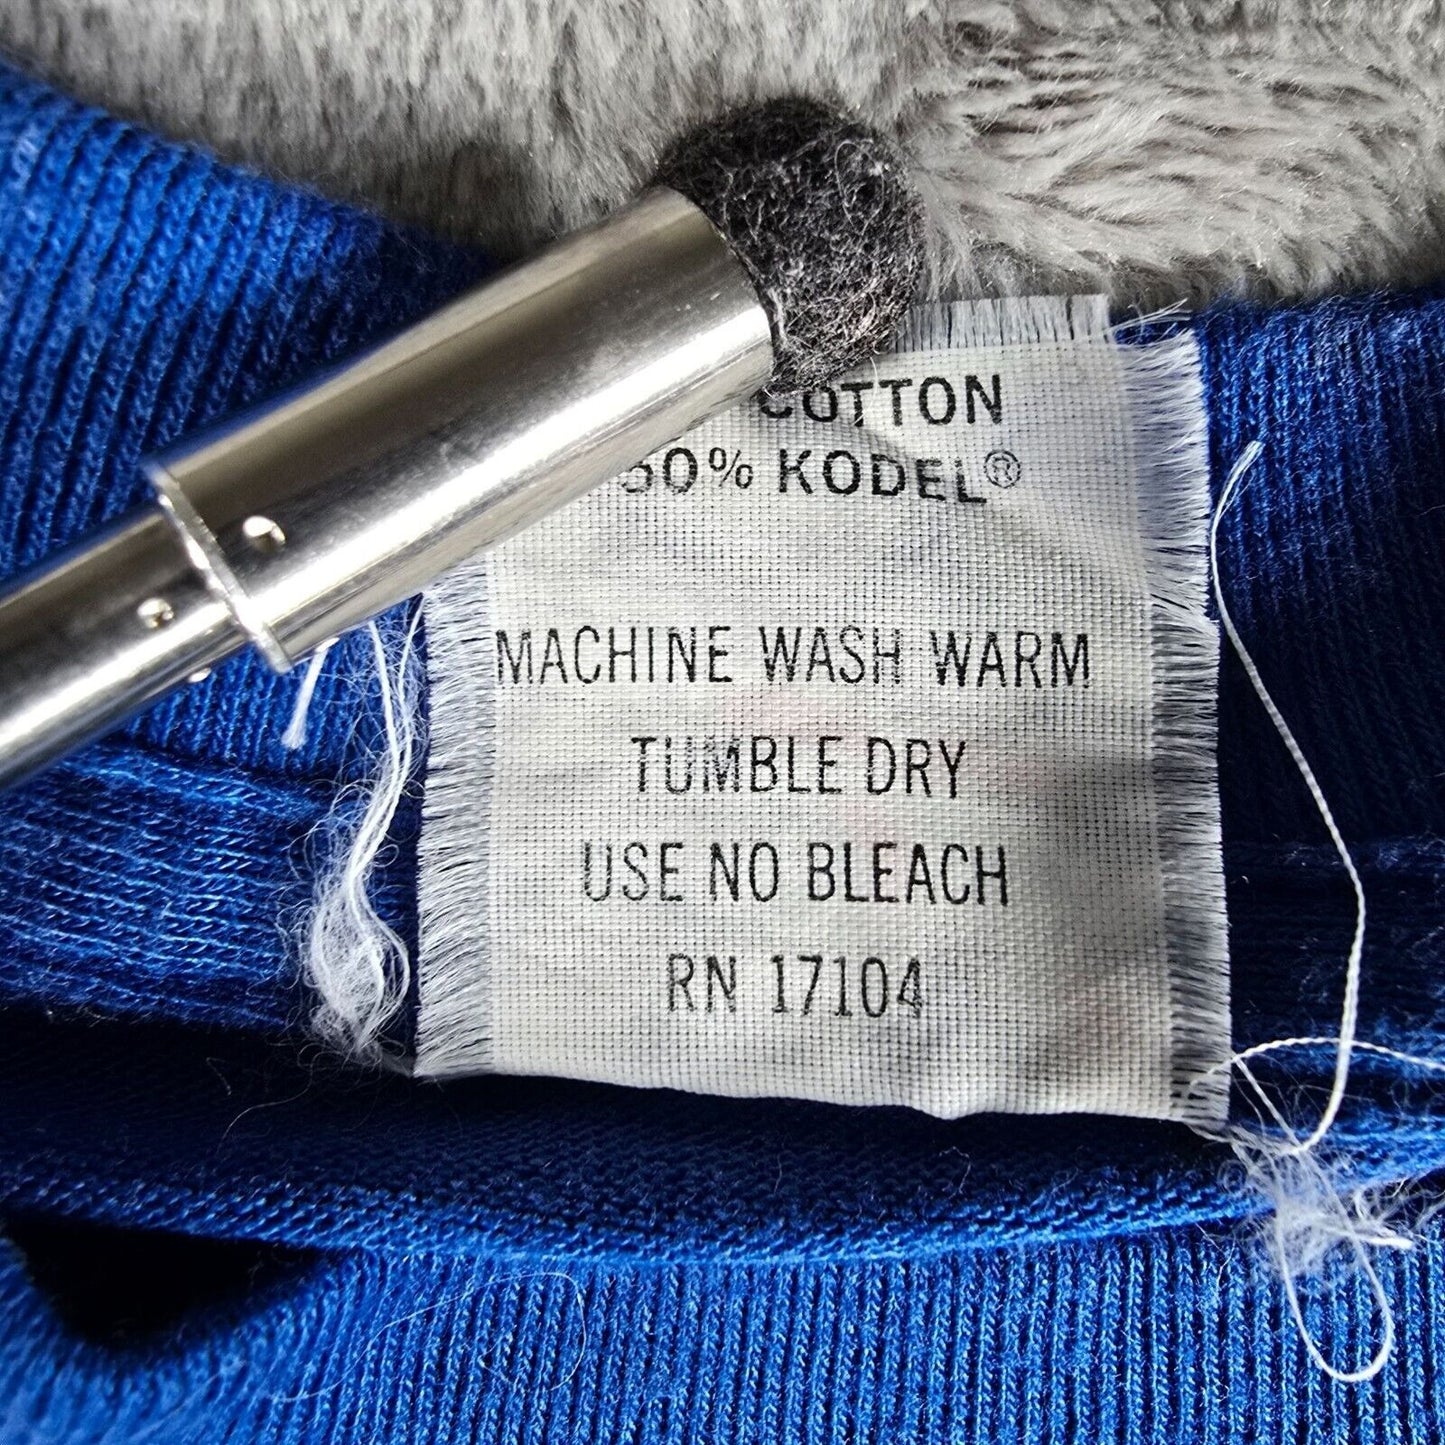 COTTON
50% KODEL®
MACHINE WASH WARM
TUMBLE DRY
USE NO BLEACH
RN 17104